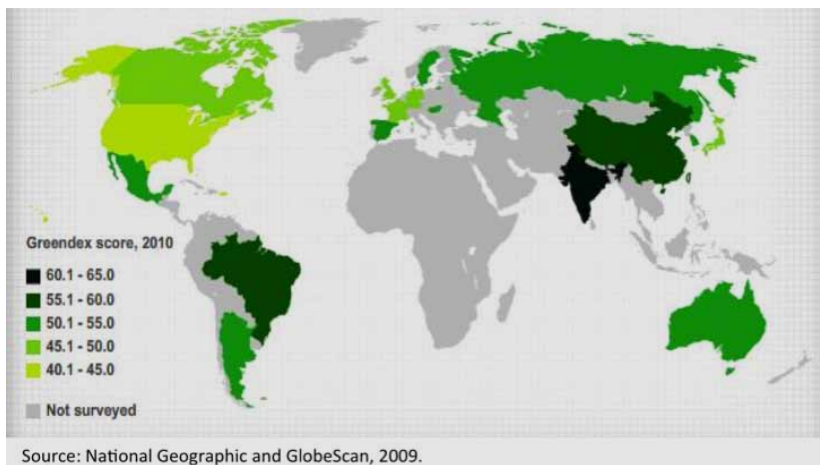 Greendex score, 2010
60.1 - 65.0
55.1 - 60.0
50.1 - 55.0
45.1 - 50.0
40.1 - 45.0
Not surveyed
Source: National Geographic and GlobeScan, 2009.